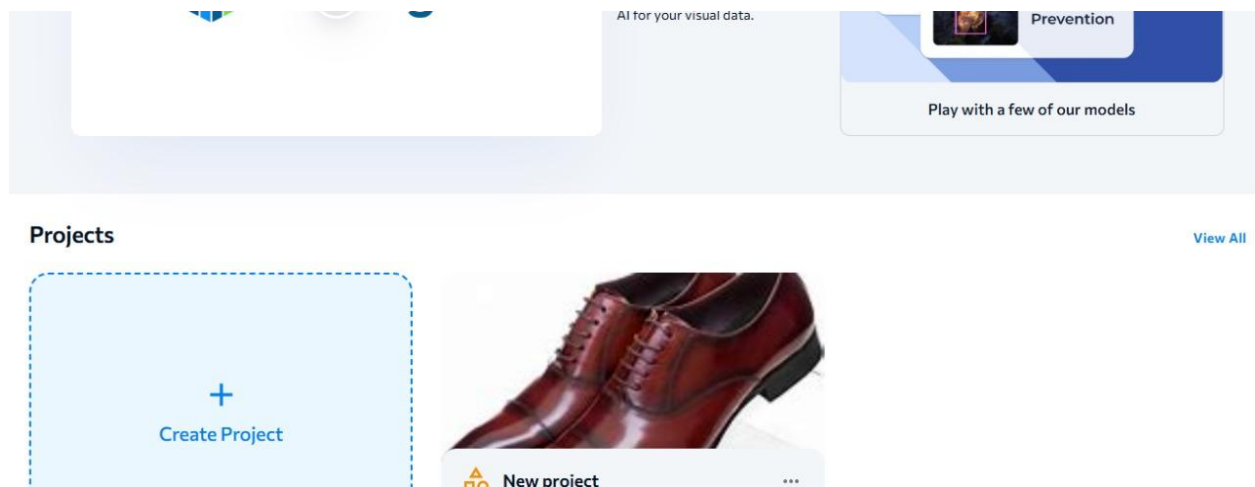 AI for your visual data.
Prevention
Play with a few of our models
Projects
View All
+
Create Project
New project
...